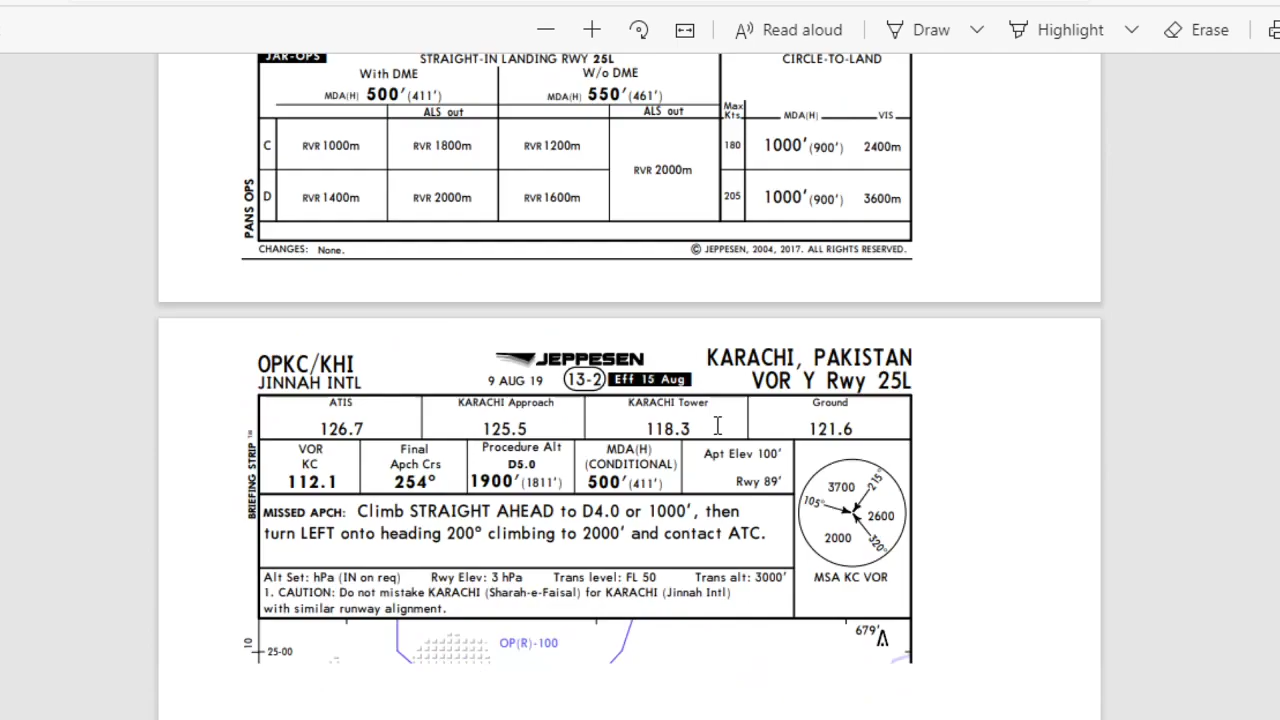 Read aloud
Draw
Highlight
Erase
JAR-OPS
STRAIGHT-IN LANDING RWY 25L
CIRCLE-TO-LAND
With DME
W/o DME
MDA(H) 500'(411')
MDA(H) 550'(461')
ALS out
ALS out
Max Kts.
MDA(H)
VIS
C
RVR 1000m
RVR 1800m
RVR 1200m
RVR 2000m
180
1000'(900')
2400m
D
RVR 1400m
RVR 2000m
RVR 1600m
205
1000'(900')
3600m
PANS OPS
CHANGES: None.
© JEPPESEN, 2004, 2017. ALL RIGHTS RESERVED.
OPKC/KHI
JINNAH INTL
JEPPESEN
9 AUG 19
13-2
Eff 15 Aug
KARACHI, PAKISTAN
VOR Y Rwy 25L
BRIEFING STRIP TM
ATIS
126.7
KARACHI Approach
125.5
KARACHI Tower
118.3
Ground
121.6
VOR
KC
112.1
Final
Apch Crs
254°
Procedure Alt
D5.0
1900'(1811')
MDA(H)
(CONDITIONAL)
500'(411')
Apt Elev 100'
Rwy 89'
MISSED APCH: Climb STRAIGHT AHEAD to D4.0 or 1000', then
turn LEFT onto heading 200° climbing to 2000' and contact ATC.
Alt Set: hPa (IN on req) Rwy Elev: 3 hPa Trans level: FL 50 Trans alt: 3000'
1. CAUTION: Do not mistake KARACHI (Sharah-e-Faisal) for KARACHI (Jinnah Intl)
with similar runway alignment.
3700
215°
105°
2600
2000
320°
MSA KC VOR
10
25-00
OP(R)-100
679'